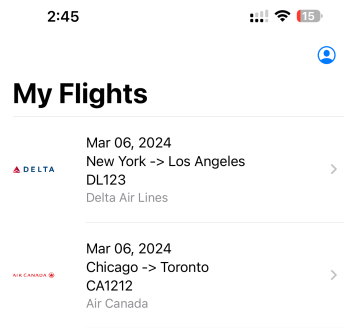 2:45
15
My Flights
Mar 06, 2024
New York -> Los Angeles
DELTA
DL123
Delta Air Lines
Mar 06, 2024
Chicago -> Toronto
AIR CANADA
CA1212
Air Canada